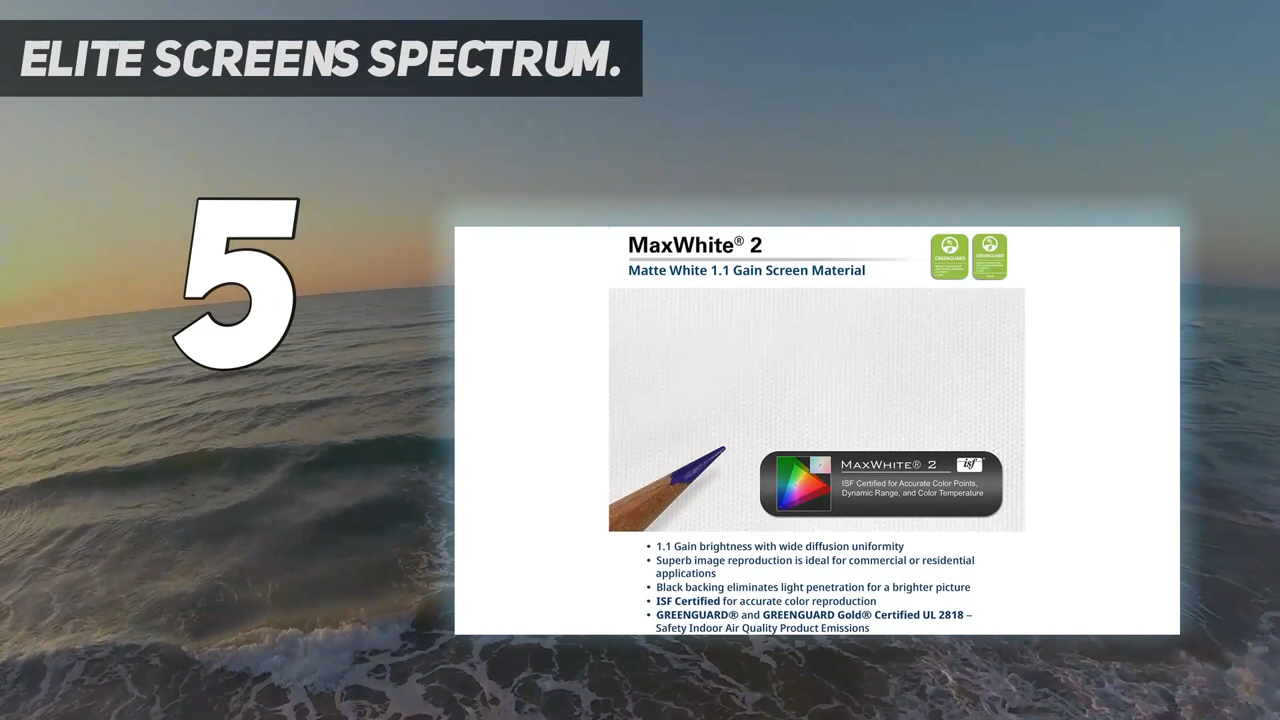 ELITE SCREENS SPECTRUM.
5
MaxWhite® 2
Matte White 1.1 Gain Screen Material
GREENGUARD
GREENGUARD
MAXWHITE® 2
isf
ISF Certified for Accurate Color Points,
Dynamic Range, and Color Temperature
• 1.1 Gain brightness with wide diffusion uniformity
• Superb image reproduction is ideal for commercial or residential
applications
• Black backing eliminates light penetration for a brighter picture
• ISF Certified for accurate color reproduction
• GREENGUARD® and GREENGUARD Gold® Certified UL 2818 –
Safety Indoor Air Quality Product Emissions